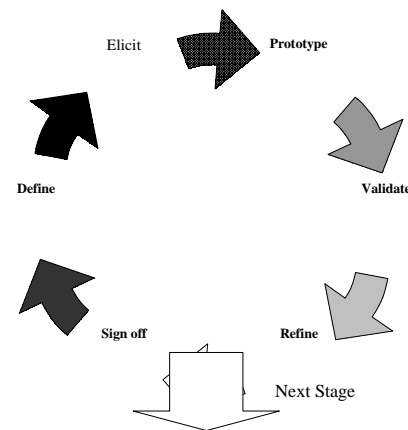 Elicit
Prototype
Define
Validate
Sign off
Refine
Next Stage